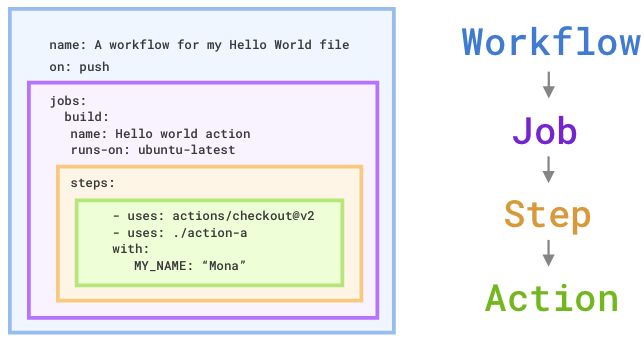 name: A workflow for my Hello World file
on: push
jobs:
build:
name: Hello world action
runs-on: ubuntu-latest
steps:
- uses: actions/checkout@v2
- uses: ./action-a
with:
MY_NAME: “Mona”
Workflow
Job
Step
Action